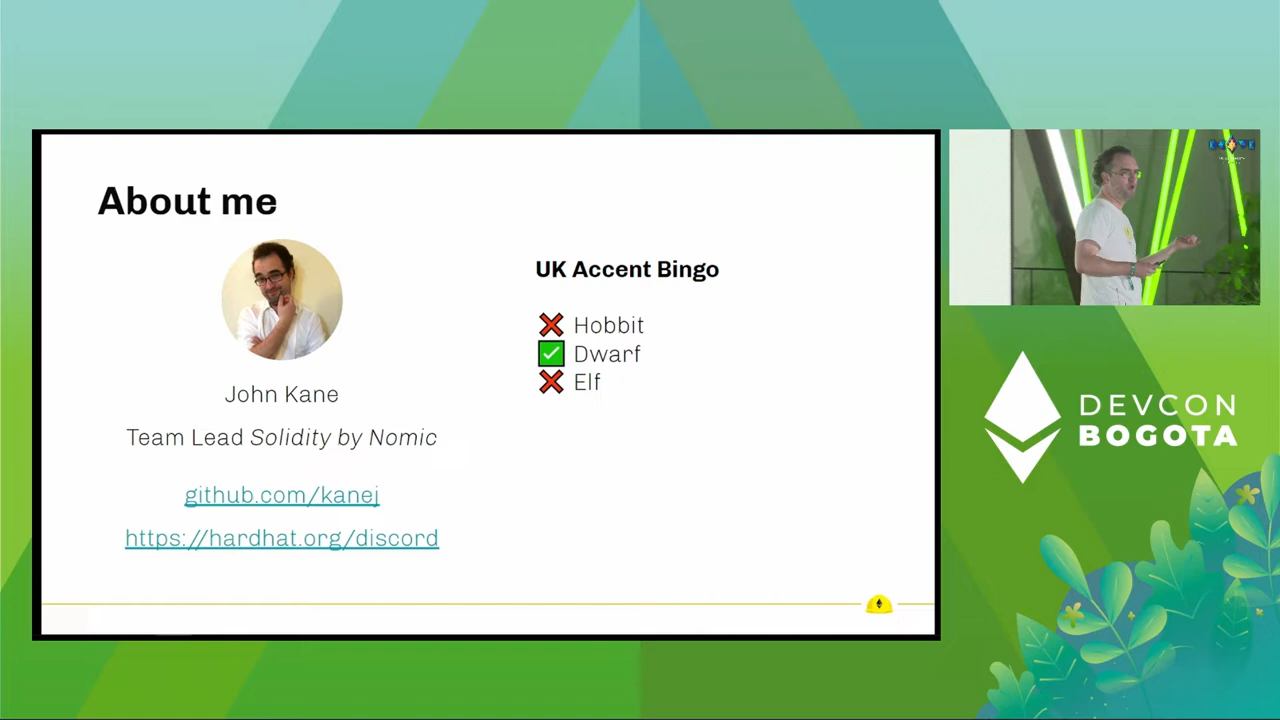 About me
John Kane
Team Lead Solidity by Nomic
github.com/kanej
https://hardhat.org/discord
UK Accent Bingo
❌ Hobbit
✅ Dwarf
❌ Elf
DEVCON
BOGOTA